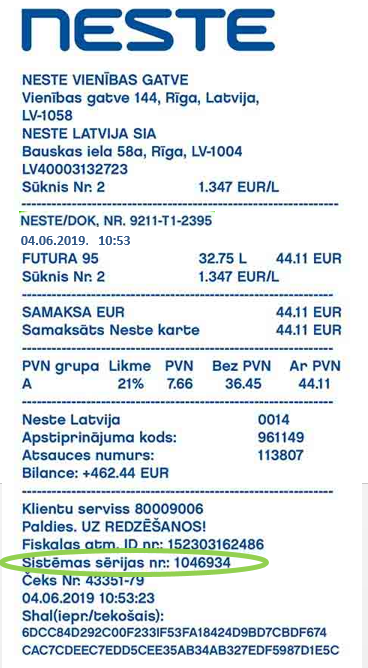 NESTE
NESTE VIENĪBAS GATVE
Vienības gatve 144, Rīga, Latvija,
LV-1058
NESTE LATVIJA SIA
Bauskas iela 58a, Rīga, LV-1004
LV40003132723
Sūknis Nr: 2 1.347 EUR/L
NESTE/DOK, NR. 9211-T1-2395
04.06.2019. 10:53
FUTURA 95 32.75 L 44.11 EUR
Sūknis Nr: 2 1.347 EUR/L
SAMAKSA EUR 44.11 EUR
Samaksāts Neste karte 44.11 EUR
PVN grupa Likme PVN Bez PVN Ar PVN
A 21% 7.66 36.45 44.11
Neste Latvija 0014
Apstiprinājuma kods: 961149
Atsauces numurs: 113807
Bilance: +462.44 EUR
Klientu serviss 80009006
Paldies. UZ REDZĒŠANOS!
Fiskalas atm. ID nr.: 152303162486
Sistēmas sērijas nr.: 1046934
Čeks Nr: 43351-79
04.06.2019 10:53:23
Sha1(iepr/tekošais):
6DCC84D292C00F233IF53FA18424D9BD7CBDF674
CAC7CDEEC7EDD5CEE35AB34AB327EDF5987D1E5C